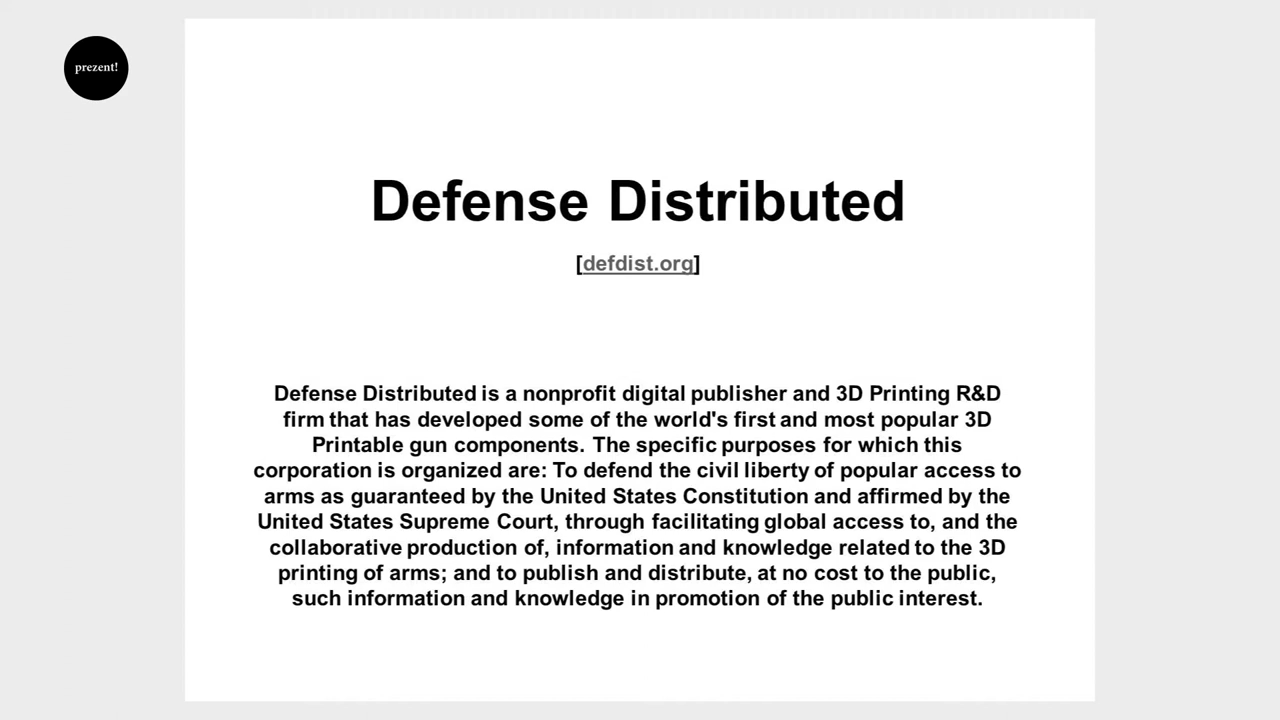 prezent!
Defense Distributed
[defdist.org]
Defense Distributed is a nonprofit digital publisher and 3D Printing R&D
firm that has developed some of the world's first and most popular 3D
Printable gun components. The specific purposes for which this
corporation is organized are: To defend the civil liberty of popular access to
arms as guaranteed by the United States Constitution and affirmed by the
United States Supreme Court, through facilitating global access to, and the
collaborative production of, information and knowledge related to the 3D
printing of arms; and to publish and distribute, at no cost to the public,
such information and knowledge in promotion of the public interest.